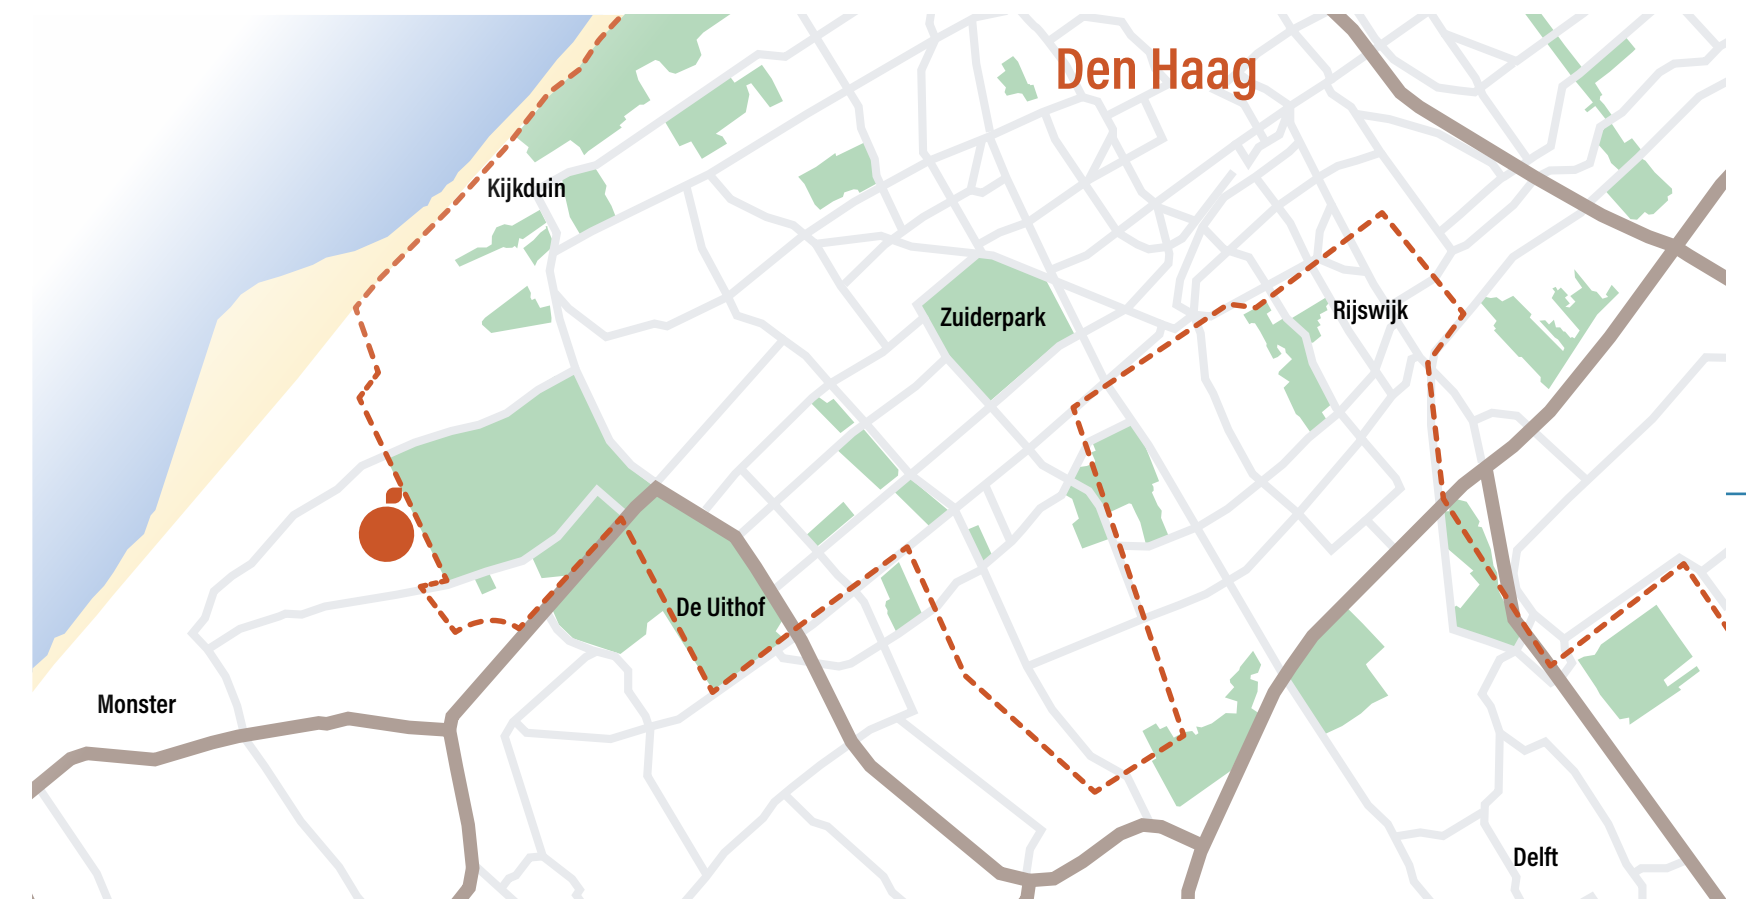 Den Haag
Kijkduin
Zuiderpark
Rijswijk
De Uithof
Monster
Delft